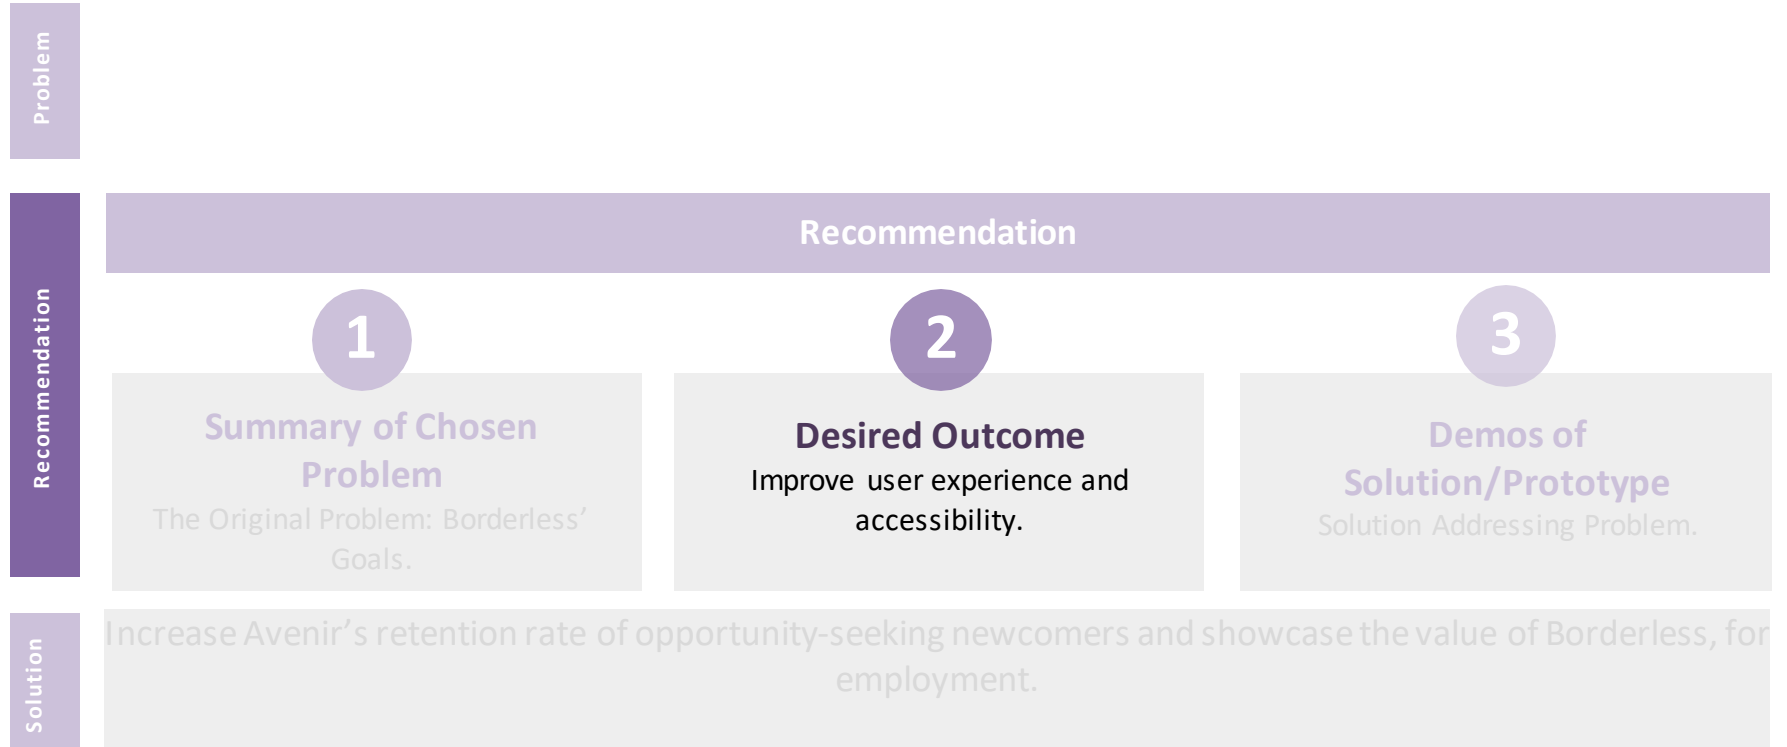 Problem
Recommendation
Recommendation
1
Summary of Chosen
Problem
The Original Problem: Borderless’
Goals.
2
Desired Outcome
Improve user experience and
accessibility.
3
Demos of
Solution/Prototype
Solution Addressing Problem.
Solution
Increase Avenir’s retention rate of opportunity-seeking newcomers and showcase the value of Borderless, for
employment.